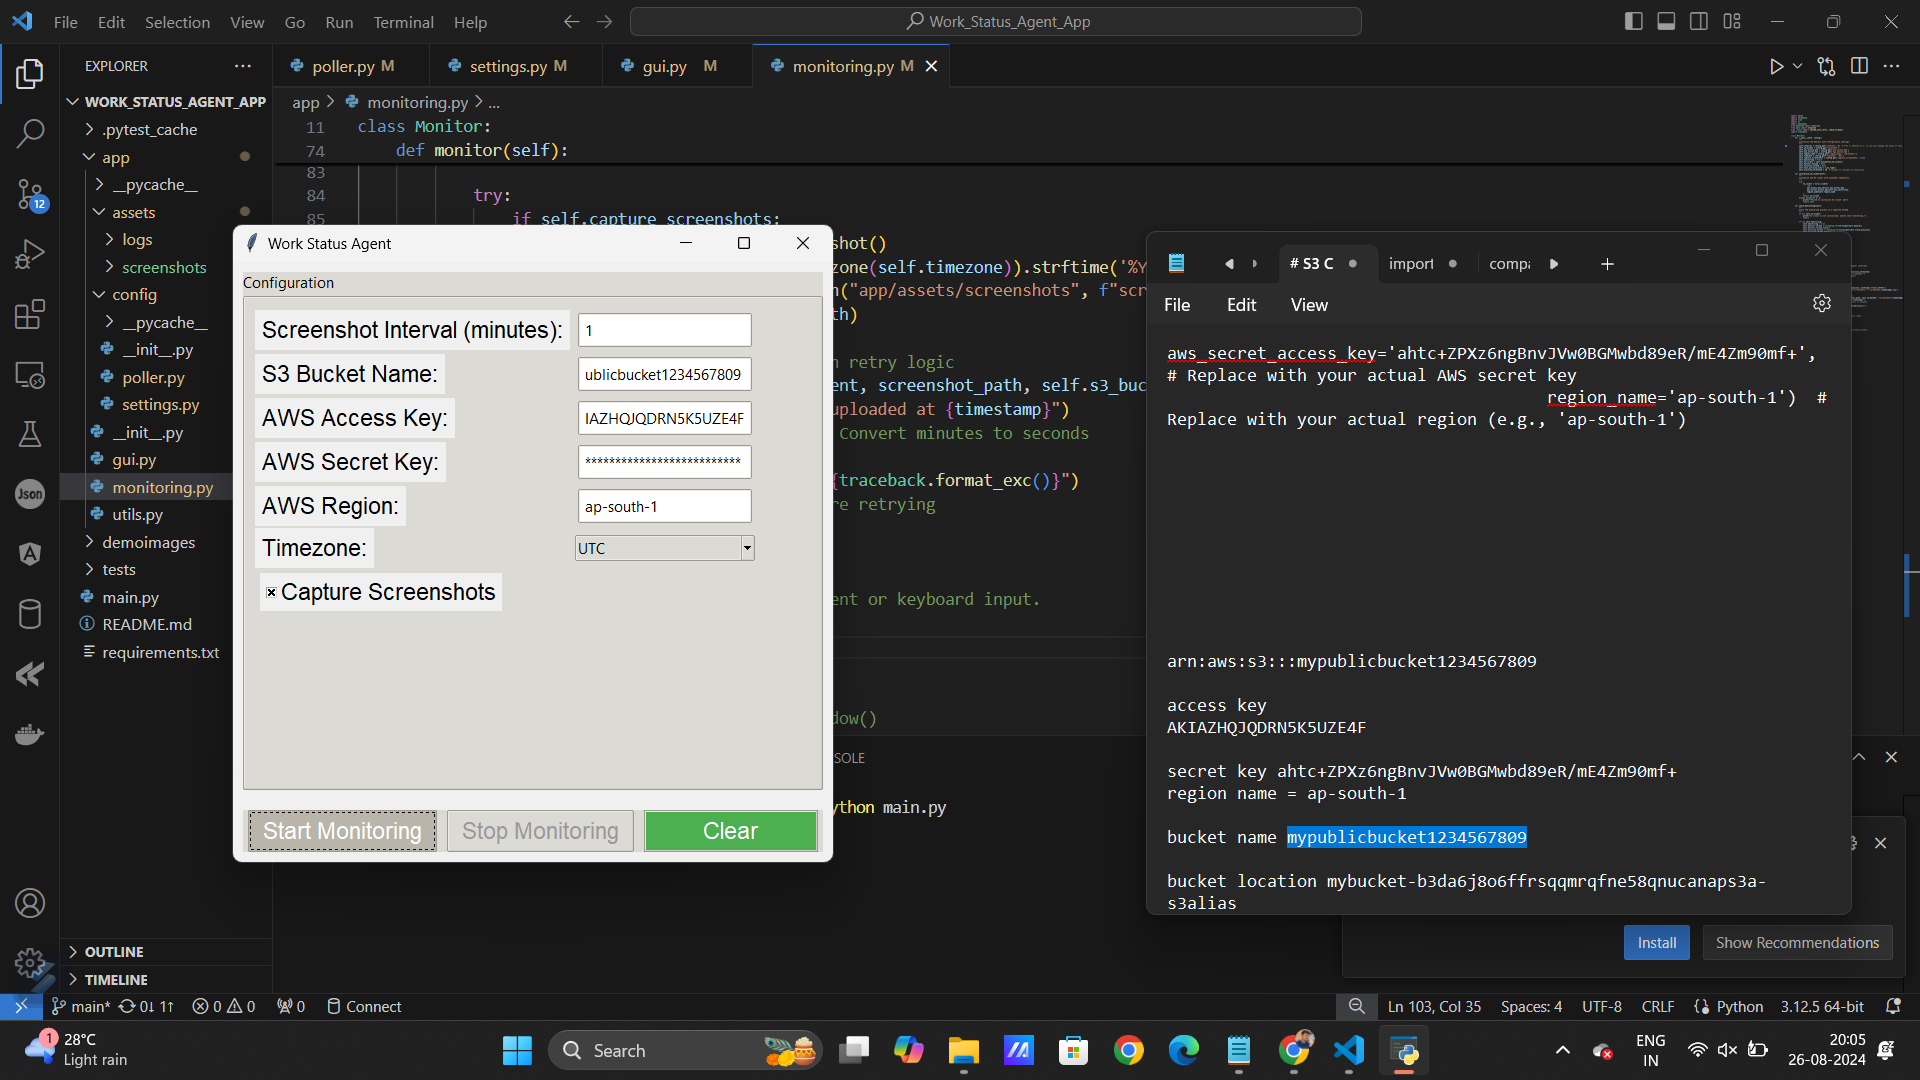 File Edit Selection View Go Run Terminal Help
Work_Status_Agent_App
EXPLORER
poller.py M
settings.py M
gui.py M
monitoring.py M
WORK_STATUS_AGENT_APP
.pytest_cache
app
__pycache__
assets
logs
screenshots
config
__pycache__
__init__.py
poller.py
settings.py
__init__.py
gui.py
monitoring.py
utils.py
demoimages
tests
main.py
README.md
requirements.txt
OUTLINE
TIMELINE
12
Json
app > monitoring.py > ...
11 class Monitor:
74 def monitor(self):
83
84 try:
85 if self.capture_screenshots:
shot()
zone(self.timezone)).strftime('%Y
n("app/assets/screenshots", f"scr
th)
n retry logic
ent, screenshot_path, self.s3_buc
uploaded at {timestamp}")
Convert minutes to seconds
{traceback.format_exc()}")
re retrying
ent or keyboard input.
dow()
SOLE
ython main.py
Work Status Agent
Configuration
Screenshot Interval (minutes): 1
S3 Bucket Name: ublicbucket1234567809
AWS Access Key: IAZHQJQDRN5K5UZE4F
AWS Secret Key: **************************
AWS Region: ap-south-1
Timezone: UTC
Capture Screenshots
Start Monitoring
Stop Monitoring
Clear
# S3 C
import
compa
File Edit View
aws_secret_access_key='ahtc+ZPXz6ngBnvJVw0BGMwbd89eR/mE4Zm90mf+',
# Replace with your actual AWS secret key
region_name='ap-south-1') #
Replace with your actual region (e.g., 'ap-south-1')
arn:aws:s3:::mypublicbucket1234567809
access key
AKIAZHQJQDRN5K5UZE4F
secret key ahtc+ZPXz6ngBnvJVw0BGMwbd89eR/mE4Zm90mf+
region name = ap-south-1
bucket name mypublicbucket1234567809
bucket location mybucket-b3da6j8o6ffrsqqmrqfne58qnucanaps3a-
s3alias
Install
Show Recommendations
main* 0↓ 1↑ 0 0 0 Connect
Ln 103, Col 35 Spaces: 4 UTF-8 CRLF Python 3.12.5 64-bit
1
28°C
Light rain
Search
ENG
IN
20:05
26-08-2024